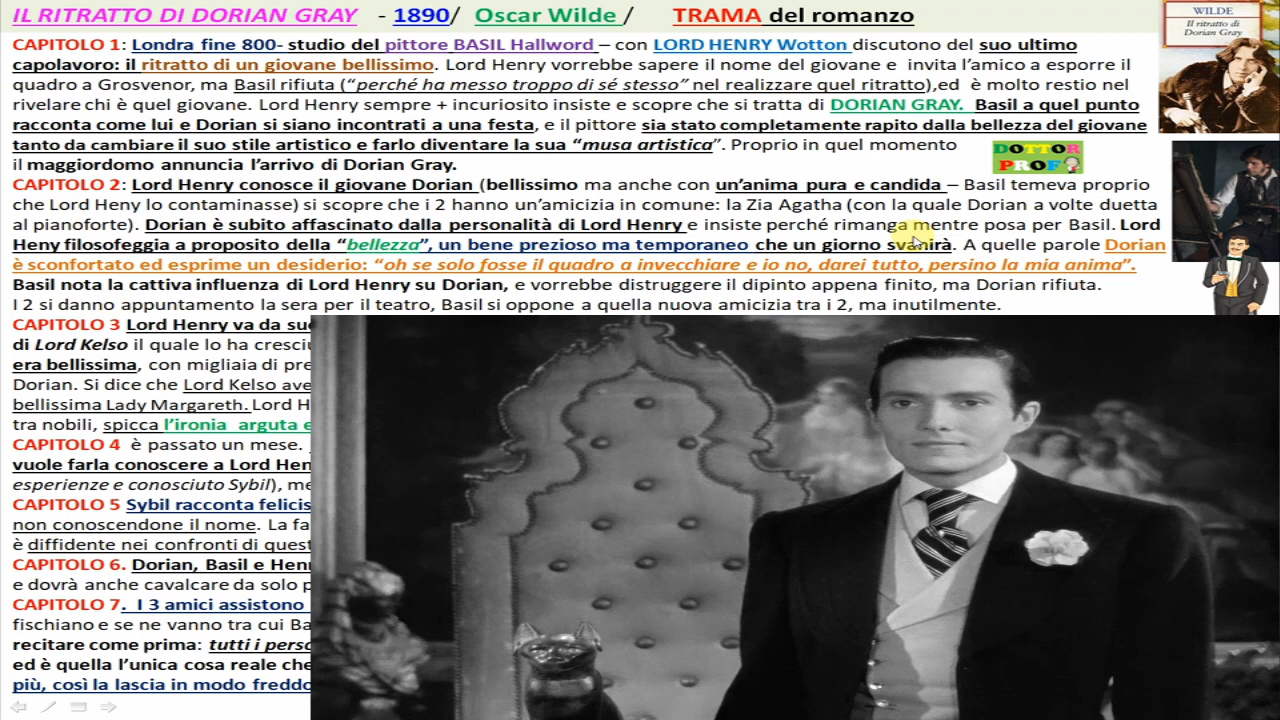 IL RITRATTO DI DORIAN GRAY - 1890/ Oscar Wilde / TRAMA del romanzo
CAPITOLO 1: Londra fine 800- studio del pittore BASIL Hallword – con LORD HENRY Wotton discutono del suo ultimo
capolavoro: il ritratto di un giovane bellissimo. Lord Henry vorrebbe sapere il nome del giovane e invita l’amico a esporre il
quadro a Grosvenor, ma Basil rifiuta (“perché ha messo troppo di sé stesso” nel realizzare quel ritratto),ed è molto restio nel
rivelare chi è quel giovane. Lord Henry sempre + incuriosito insiste e scopre che si tratta di DORIAN GRAY. Basil a quel punto
racconta come lui e Dorian si siano incontrati a una festa, e il pittore sia stato completamente rapito dalla bellezza del giovane
tanto da cambiare il suo stile artistico e farlo diventare la sua “musa artistica”. Proprio in quel momento
il maggiordomo annuncia l’arrivo di Dorian Gray.
CAPITOLO 2: Lord Henry conosce il giovane Dorian (bellissimo ma anche con un’anima pura e candida – Basil temeva proprio
che Lord Heny lo contaminasse) si scopre che i 2 hanno un’amicizia in comune: la Zia Agatha (con la quale Dorian a volte duetta
al pianoforte). Dorian è subito affascinato dalla personalità di Lord Henry e insiste perché rimanga mentre posa per Basil. Lord
Heny filosofeggia a proposito della “bellezza”, un bene prezioso ma temporaneo che un giorno svanirà. A quelle parole Dorian
è sconfortato ed esprime un desiderio: “oh se solo fosse il quadro a invecchiare e io no, darei tutto, persino la mia anima”.
Basil nota la cattiva influenza di Lord Henry su Dorian, e vorrebbe distruggere il dipinto appena finito, ma Dorian rifiuta.
I 2 si danno appuntamento la sera per il teatro, Basil si oppone a quella nuova amicizia tra i 2, ma inutilmente.
CAPITOLO 3 Lord Henry va da
di Lord Kelso il quale lo ha
era bellissima, con migliaia di
Dorian. Si dice che Lord Kelso
bellissima Lady Margareth. Lord
tra nobili, spicca l’ironia arguta
CAPITOLO 4 è passato un mese.
vuole farla conoscere a Lord
esperienze e conosciuto Sybil),
CAPITOLO 5 Sybil racconta
non conoscendone il nome. La
è diffidente nei confronti di
CAPITOLO 6. Dorian, Basil e
e dovrà anche cavalcare da solo
CAPITOLO 7. I 3 amici assistono
fischiano e se ne vanno tra cui
recitare come prima: tutti i
ed è quella l’unica cosa reale che
più, così la lascia in modo
WILDE
Il ritratto di
Dorian Gray
DOTTOR
PROF